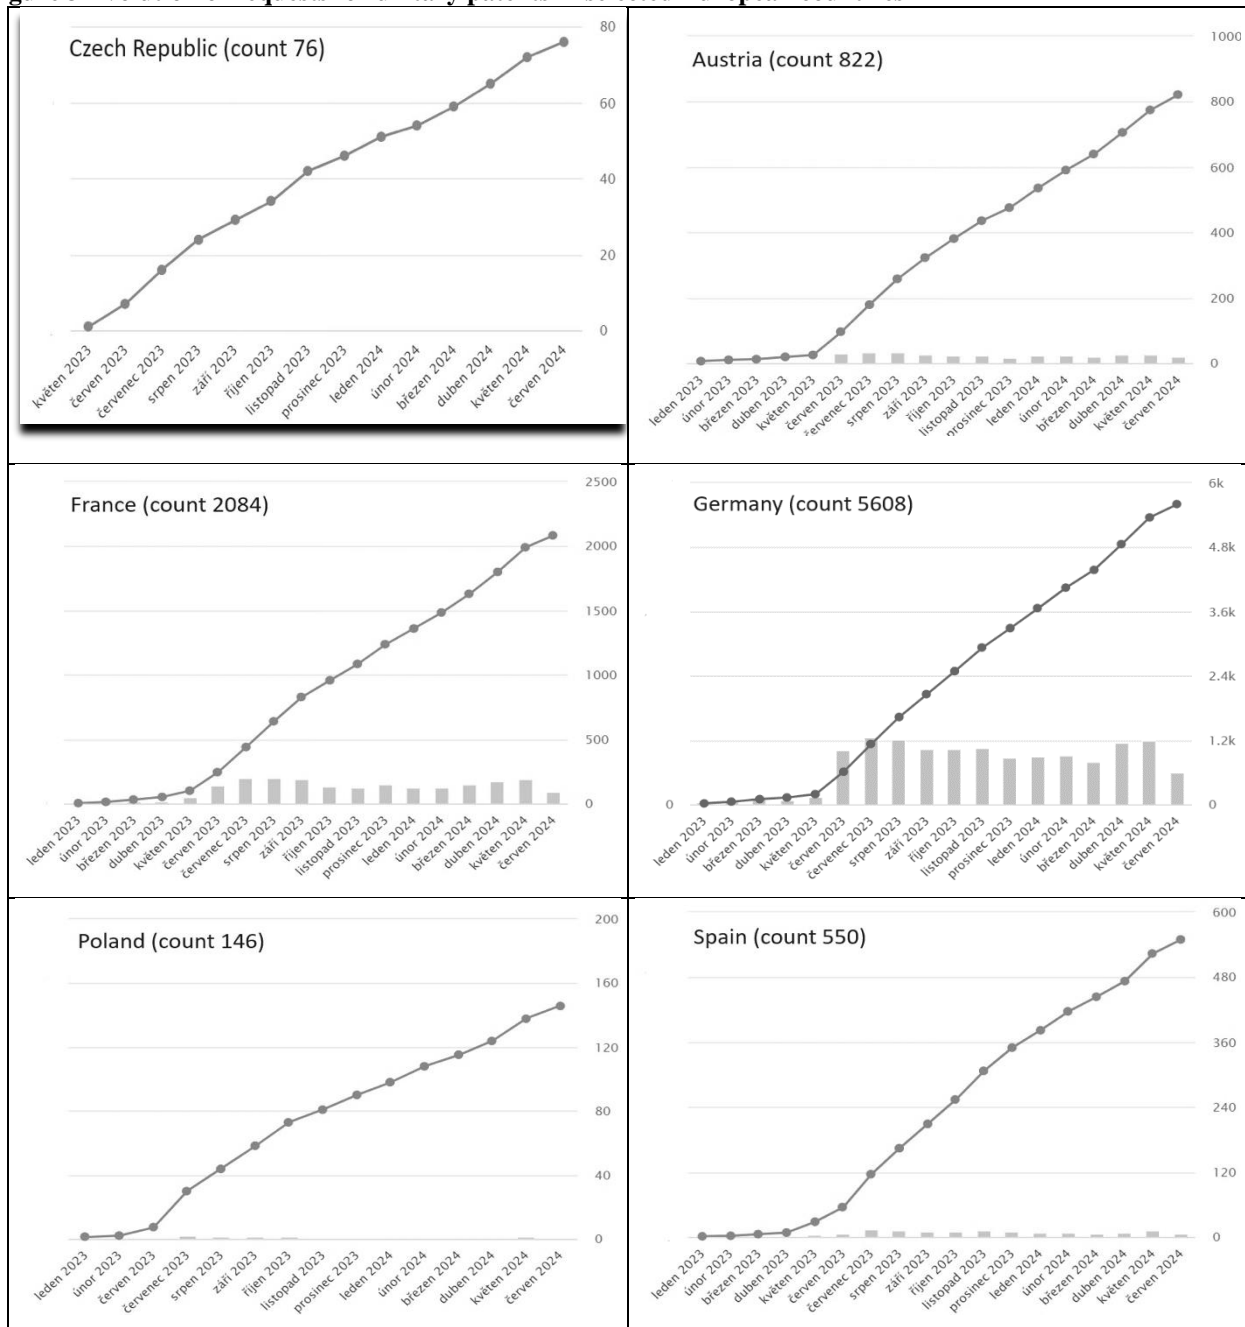 Evolution of requests for unitary patents in selected European countries
Czech Republic (count 76)
80
60
40
20
0
květen 2023
červen 2023
červenec 2023
srpen 2023
září 2023
říjen 2023
listopad 2023
prosinec 2023
leden 2024
únor 2024
březen 2024
duben 2024
květen 2024
červen 2024
Austria (count 822)
1000
800
600
400
200
0
leden 2023
únor 2023
březen 2023
duben 2023
květen 2023
červen 2023
červenec 2023
srpen 2023
září 2023
říjen 2023
listopad 2023
prosinec 2023
leden 2024
únor 2024
březen 2024
duben 2024
květen 2024
červen 2024
France (count 2084)
2500
2000
1500
1000
500
0
leden 2023
únor 2023
březen 2023
duben 2023
květen 2023
červen 2023
červenec 2023
srpen 2023
září 2023
říjen 2023
listopad 2023
prosinec 2023
leden 2024
únor 2024
březen 2024
duben 2024
květen 2024
červen 2024
Germany (count 5608)
6k
4.8k
3.6k
2.4k
1.2k
0
0
leden 2023
únor 2023
březen 2023
duben 2023
květen 2023
červen 2023
červenec 2023
srpen 2023
září 2023
říjen 2023
listopad 2023
prosinec 2023
leden 2024
únor 2024
březen 2024
duben 2024
květen 2024
červen 2024
Poland (count 146)
200
160
120
80
40
0
leden 2023
únor 2023
červen 2023
červenec 2023
srpen 2023
září 2023
říjen 2023
listopad 2023
prosinec 2023
leden 2024
únor 2024
březen 2024
duben 2024
květen 2024
červen 2024
Spain (count 550)
600
480
360
240
120
0
leden 2023
únor 2023
březen 2023
duben 2023
květen 2023
červen 2023
červenec 2023
srpen 2023
září 2023
říjen 2023
listopad 2023
prosinec 2023
leden 2024
únor 2024
březen 2024
duben 2024
květen 2024
červen 2024